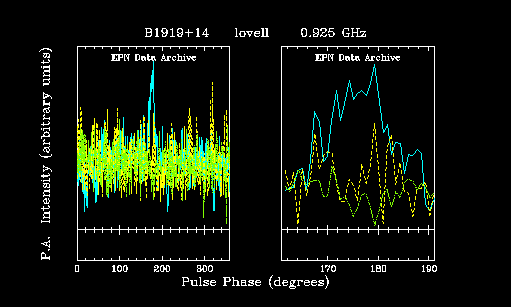 B1919+14 lovell 0.925 GHz
EPN Data Archive EPN Data Archive
P.A. Intensity (arbitrary units)
0 100 200 300 170 180 190
Pulse Phase (degrees)